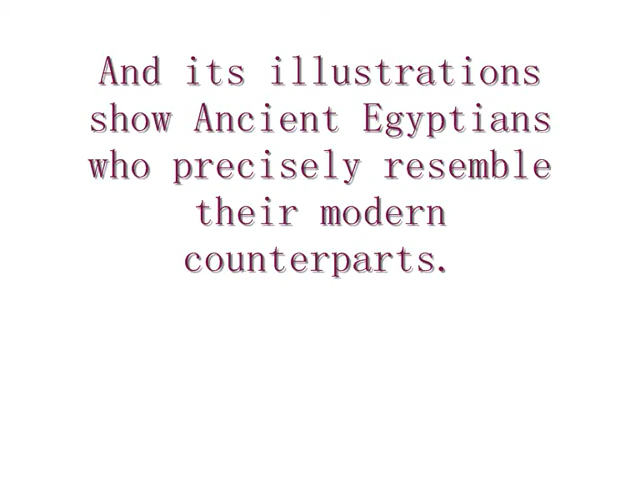 And its illustrations
show Ancient Egyptians
who precisely resemble
their modern
counterparts.